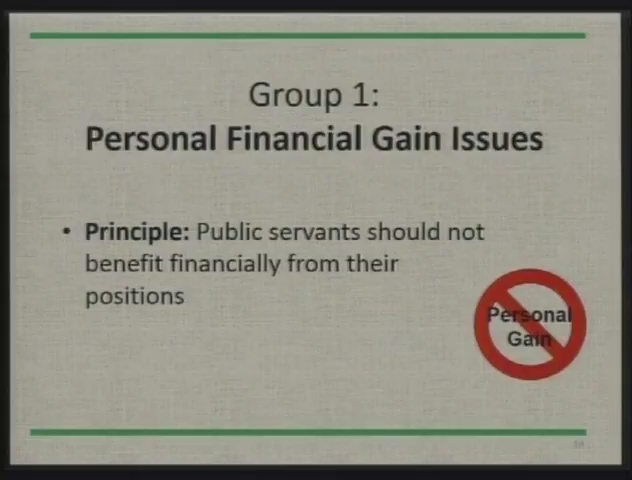 Group 1:
Personal Financial Gain Issues
• Principle: Public servants should not
benefit financially from their
positions
Personal
Gain